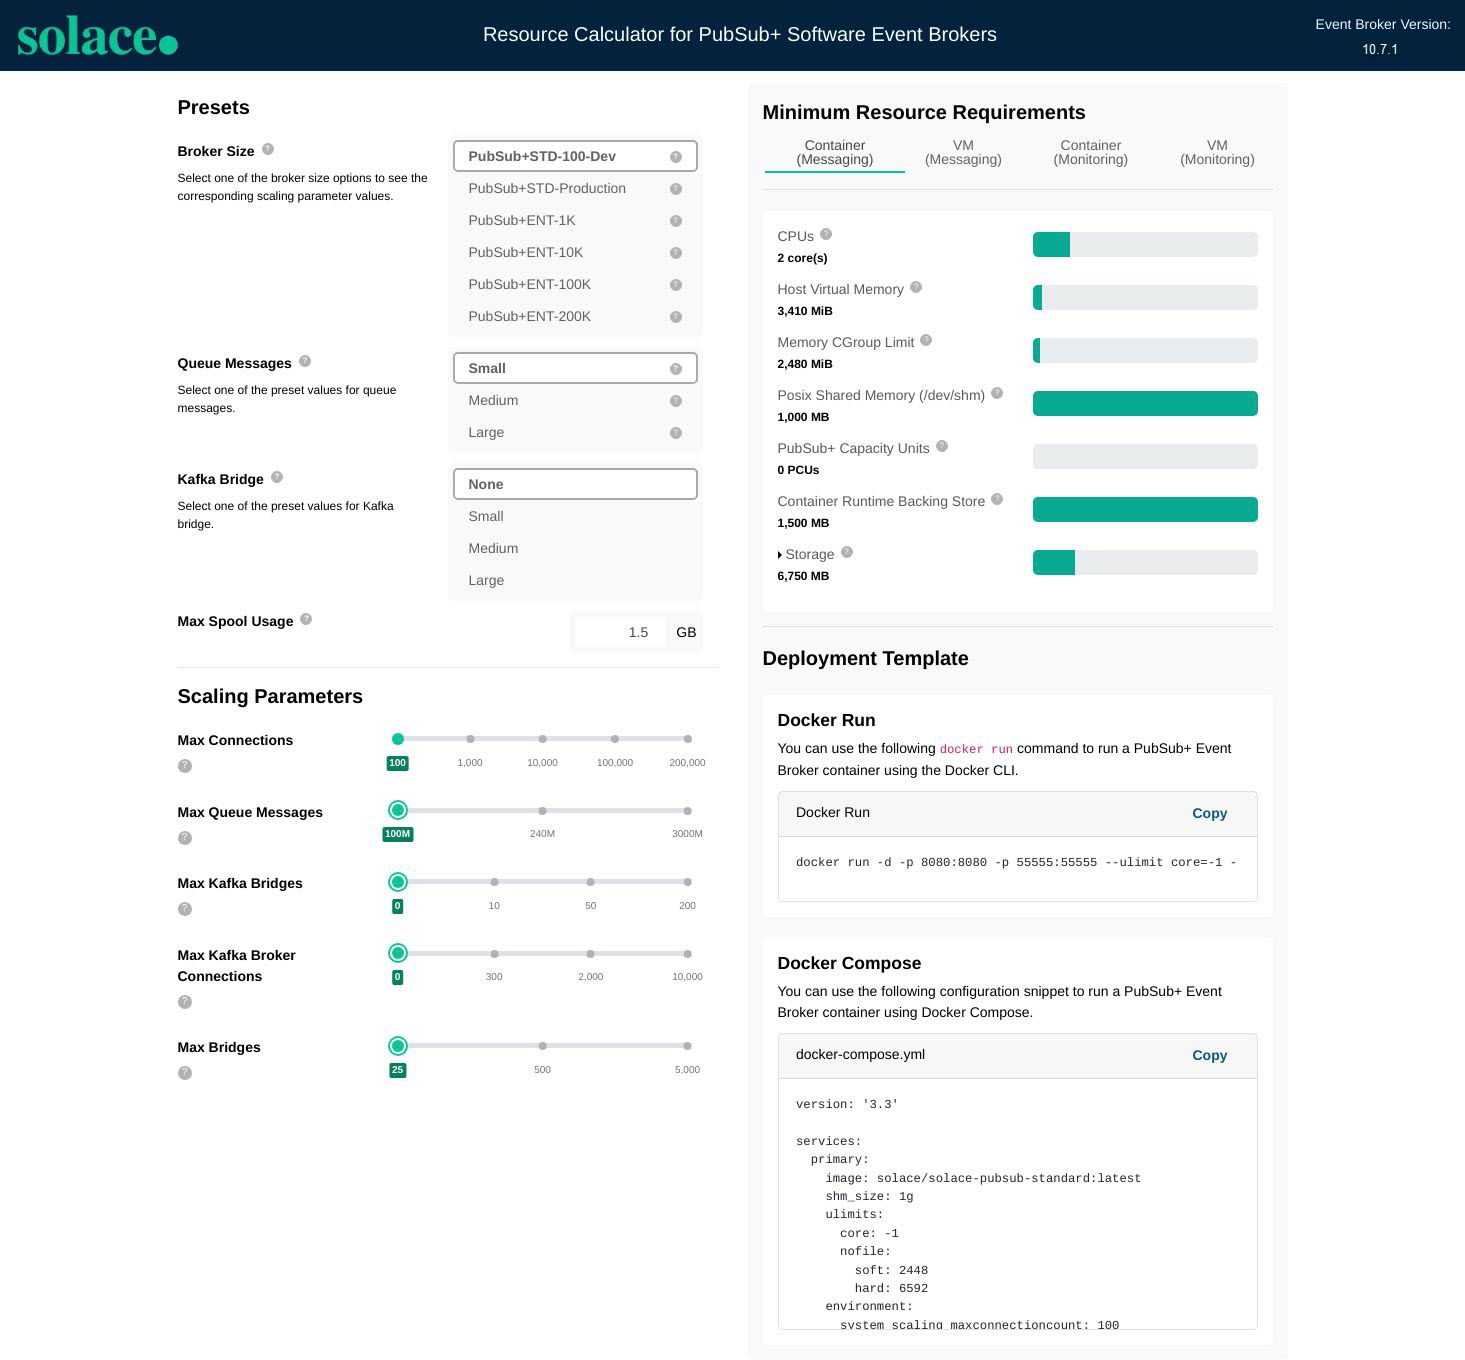 solace.
Resource Calculator for PubSub+ Software Event Brokers
Event Broker Version:
10.7.1
Presets
Broker Size ?
Select one of the broker size options to see the
corresponding scaling parameter values.
PubSub+STD-100-Dev ?
PubSub+STD-Production ?
PubSub+ENT-1K ?
PubSub+ENT-10K ?
PubSub+ENT-100K ?
PubSub+ENT-200K ?
Queue Messages ?
Select one of the preset values for queue
messages.
Small ?
Medium ?
Large ?
Kafka Bridge ?
Select one of the preset values for Kafka
bridge.
None
Small
Medium
Large
Max Spool Usage ?
1.5 GB
Scaling Parameters
Max Connections
?
100 1,000 10,000 100,000 200,000
Max Queue Messages
?
100M 240M 3000M
Max Kafka Bridges
?
0 10 50 200
Max Kafka Broker
Connections
?
0 300 2,000 10,000
Max Bridges
?
25 500 5,000
Minimum Resource Requirements
Container
(Messaging)
VM
(Messaging)
Container
(Monitoring)
VM
(Monitoring)
CPUs ?
2 core(s)
Host Virtual Memory ?
3,410 MiB
Memory CGroup Limit ?
2,480 MiB
Posix Shared Memory (/dev/shm) ?
1,000 MB
PubSub+ Capacity Units ?
0 PCUs
Container Runtime Backing Store ?
1,500 MB
Storage ?
6,750 MB
Deployment Template
Docker Run
You can use the following docker run command to run a PubSub+ Event
Broker container using the Docker CLI.
Docker Run Copy
docker run -d -p 8080:8080 -p 55555:55555 --ulimit core=-1 -
Docker Compose
You can use the following configuration snippet to run a PubSub+ Event
Broker container using Docker Compose.
docker-compose.yml Copy
version: '3.3'
services:
primary:
image: solace/solace-pubsub-standard:latest
shm_size: 1g
ulimits:
core: -1
nofile:
soft: 2448
hard: 6592
environment:
system_scaling_maxconnectioncount: 100